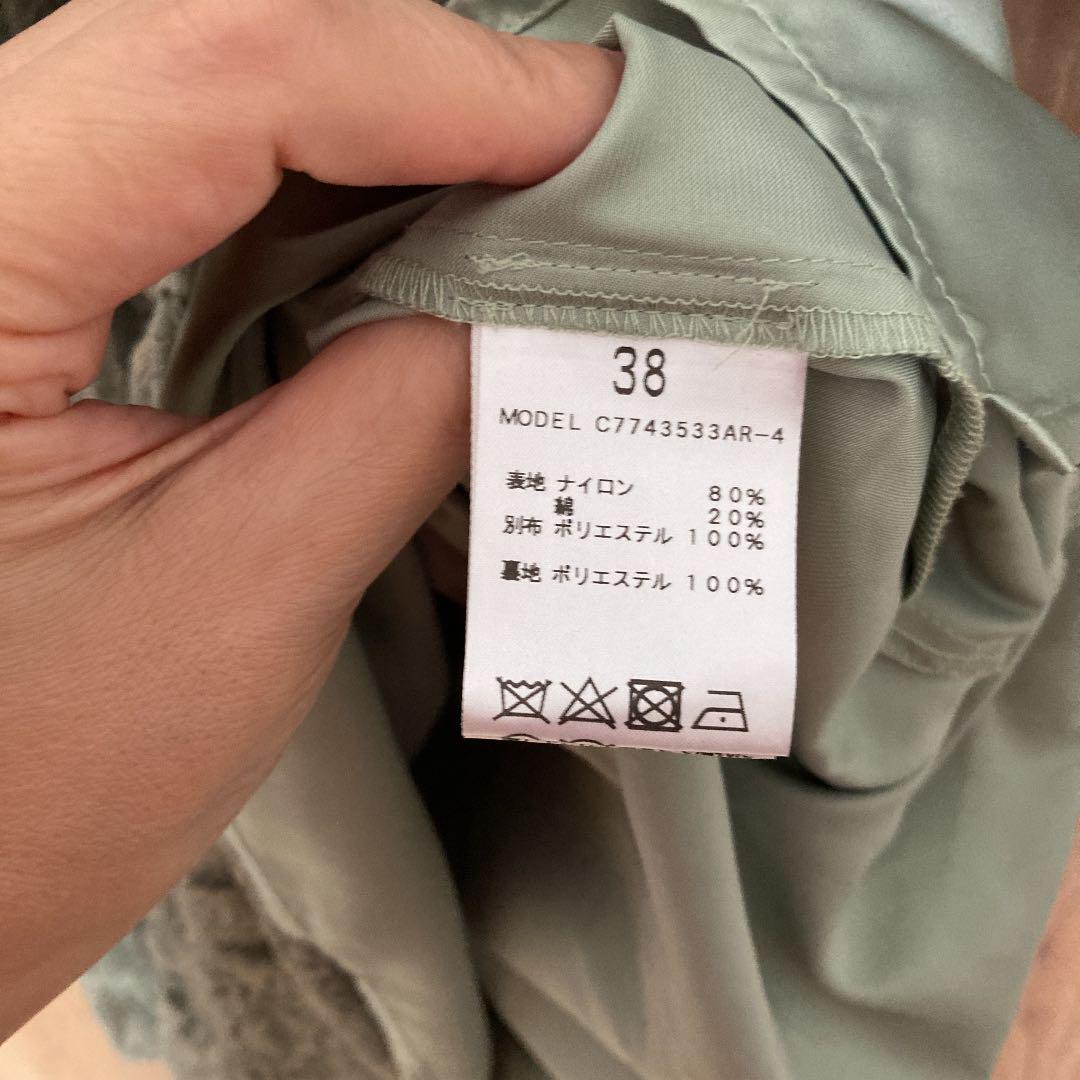 38
MODEL C7743533AR-4
表地 ナイロン 80%
綿 20%
別布 ポリエステル 100%
裏地 ポリエステル 100%